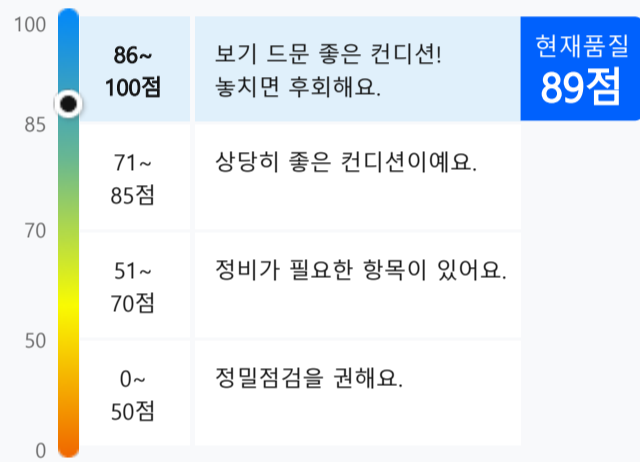 100
86~
100점
보기 드문 좋은 컨디션!
놓치면 후회해요.
현재품질
89점
85
71~
85점
상당히 좋은 컨디션이예요.
70
51~
70점
정비가 필요한 항목이 있어요.
50
0~
50점
정밀점검을 권해요.
0